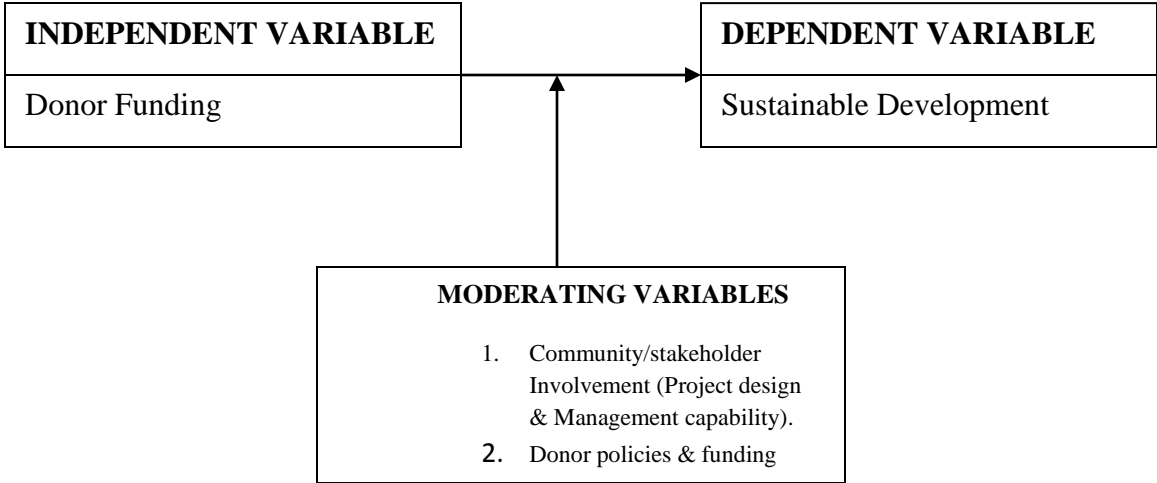 INDEPENDENT VARIABLE
Donor Funding
DEPENDENT VARIABLE
Sustainable Development
MODERATING VARIABLES
1. Community/stakeholder
Involvement (Project design
& Management capability).
2. Donor policies & funding